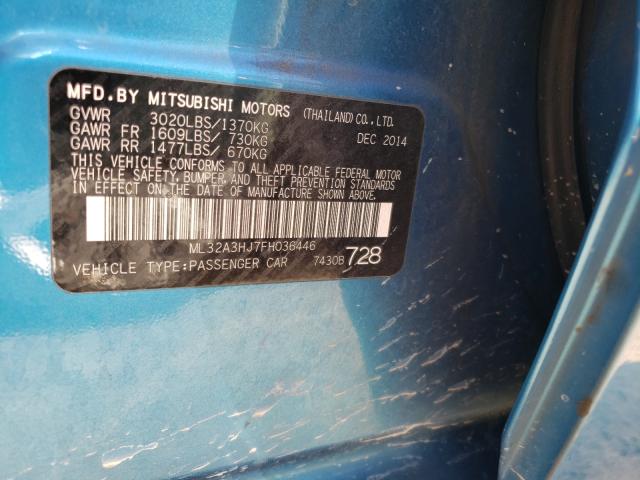 MFD.BY MITSUBISHI MOTORS (THAILAND)CO.,LTD.
GVWR 3020LBS/1370KG DEC 2014
GAWR FR 1609LBS/ 730KG
GAWR RR 1477LBS/ 670KG
THIS VEHICLE CONFORMS TO ALL APPLICABLE FEDERAL MOTOR
VEHICLE SAFETY, BUMPER, AND THEFT PREVENTION STANDARDS
IN EFFECT ON THE DATE OF MANUFACTURE SHOWN ABOVE.
ML32A3HJ7FH036446
VEHICLE TYPE:PASSENGER CAR 7430B 728